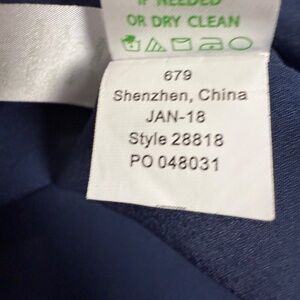 IF NEEDED
OR DRY CLEAN
679
Shenzhen, China
JAN-18
Style 28818
PO 048031